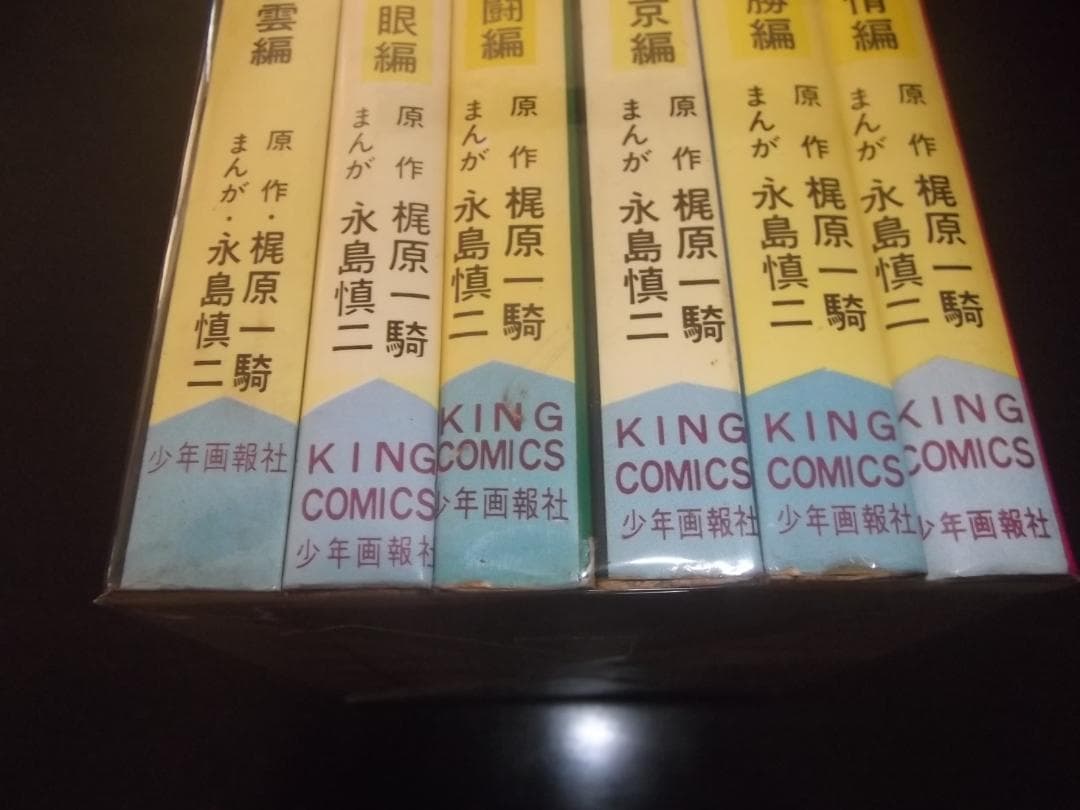 雲編
原作・梶原一騎
まんが・永島慎二
少年画報社
眼編
原作 梶原一騎
まんが 永島慎二
KING
COMICS
少年画報社
闘編
原作 梶原一騎
まんが 永島慎二
KING
COMICS
少年画報社
京編
原作 梶原一騎
まんが 永島慎二
KING
COMICS
少年画報社
勝編
原作 梶原一騎
まんが 永島慎二
KING
COMICS
少年画報社
情編
原作 梶原一騎
まんが 永島慎二
KING
COMICS
少年画報社